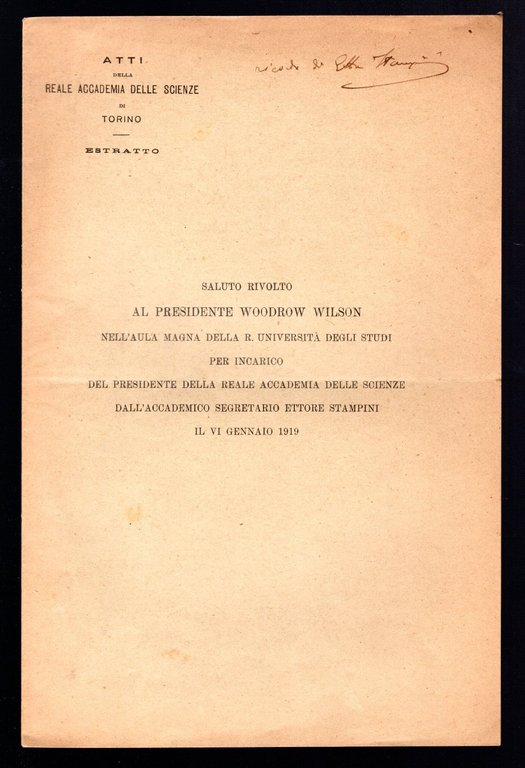 ATTI
DELLA
REALE ACCADEMIA DELLE SCIENZE
DI
TORINO
ESTRATTO
ricordo di Ettore Stampini
SALUTO RIVOLTO
AL PRESIDENTE WOODROW WILSON
NELL'AULA MAGNA DELLA R. UNIVERSITÀ DEGLI STUDI
PER INCARICO
DEL PRESIDENTE DELLA REALE ACCADEMIA DELLE SCIENZE
DALL'ACCADEMICO SEGRETARIO ETTORE STAMPINI
IL VI GENNAIO 1919